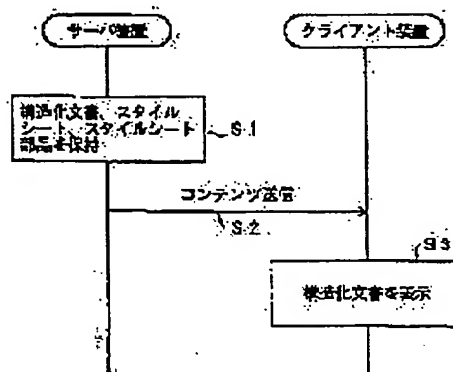 サーバ装置
クライアント装置
構造化文書、スタイル
シート、スタイルシート
部品を保持
S1
コンテンツ送信
S2
S3
構造化文書を表示